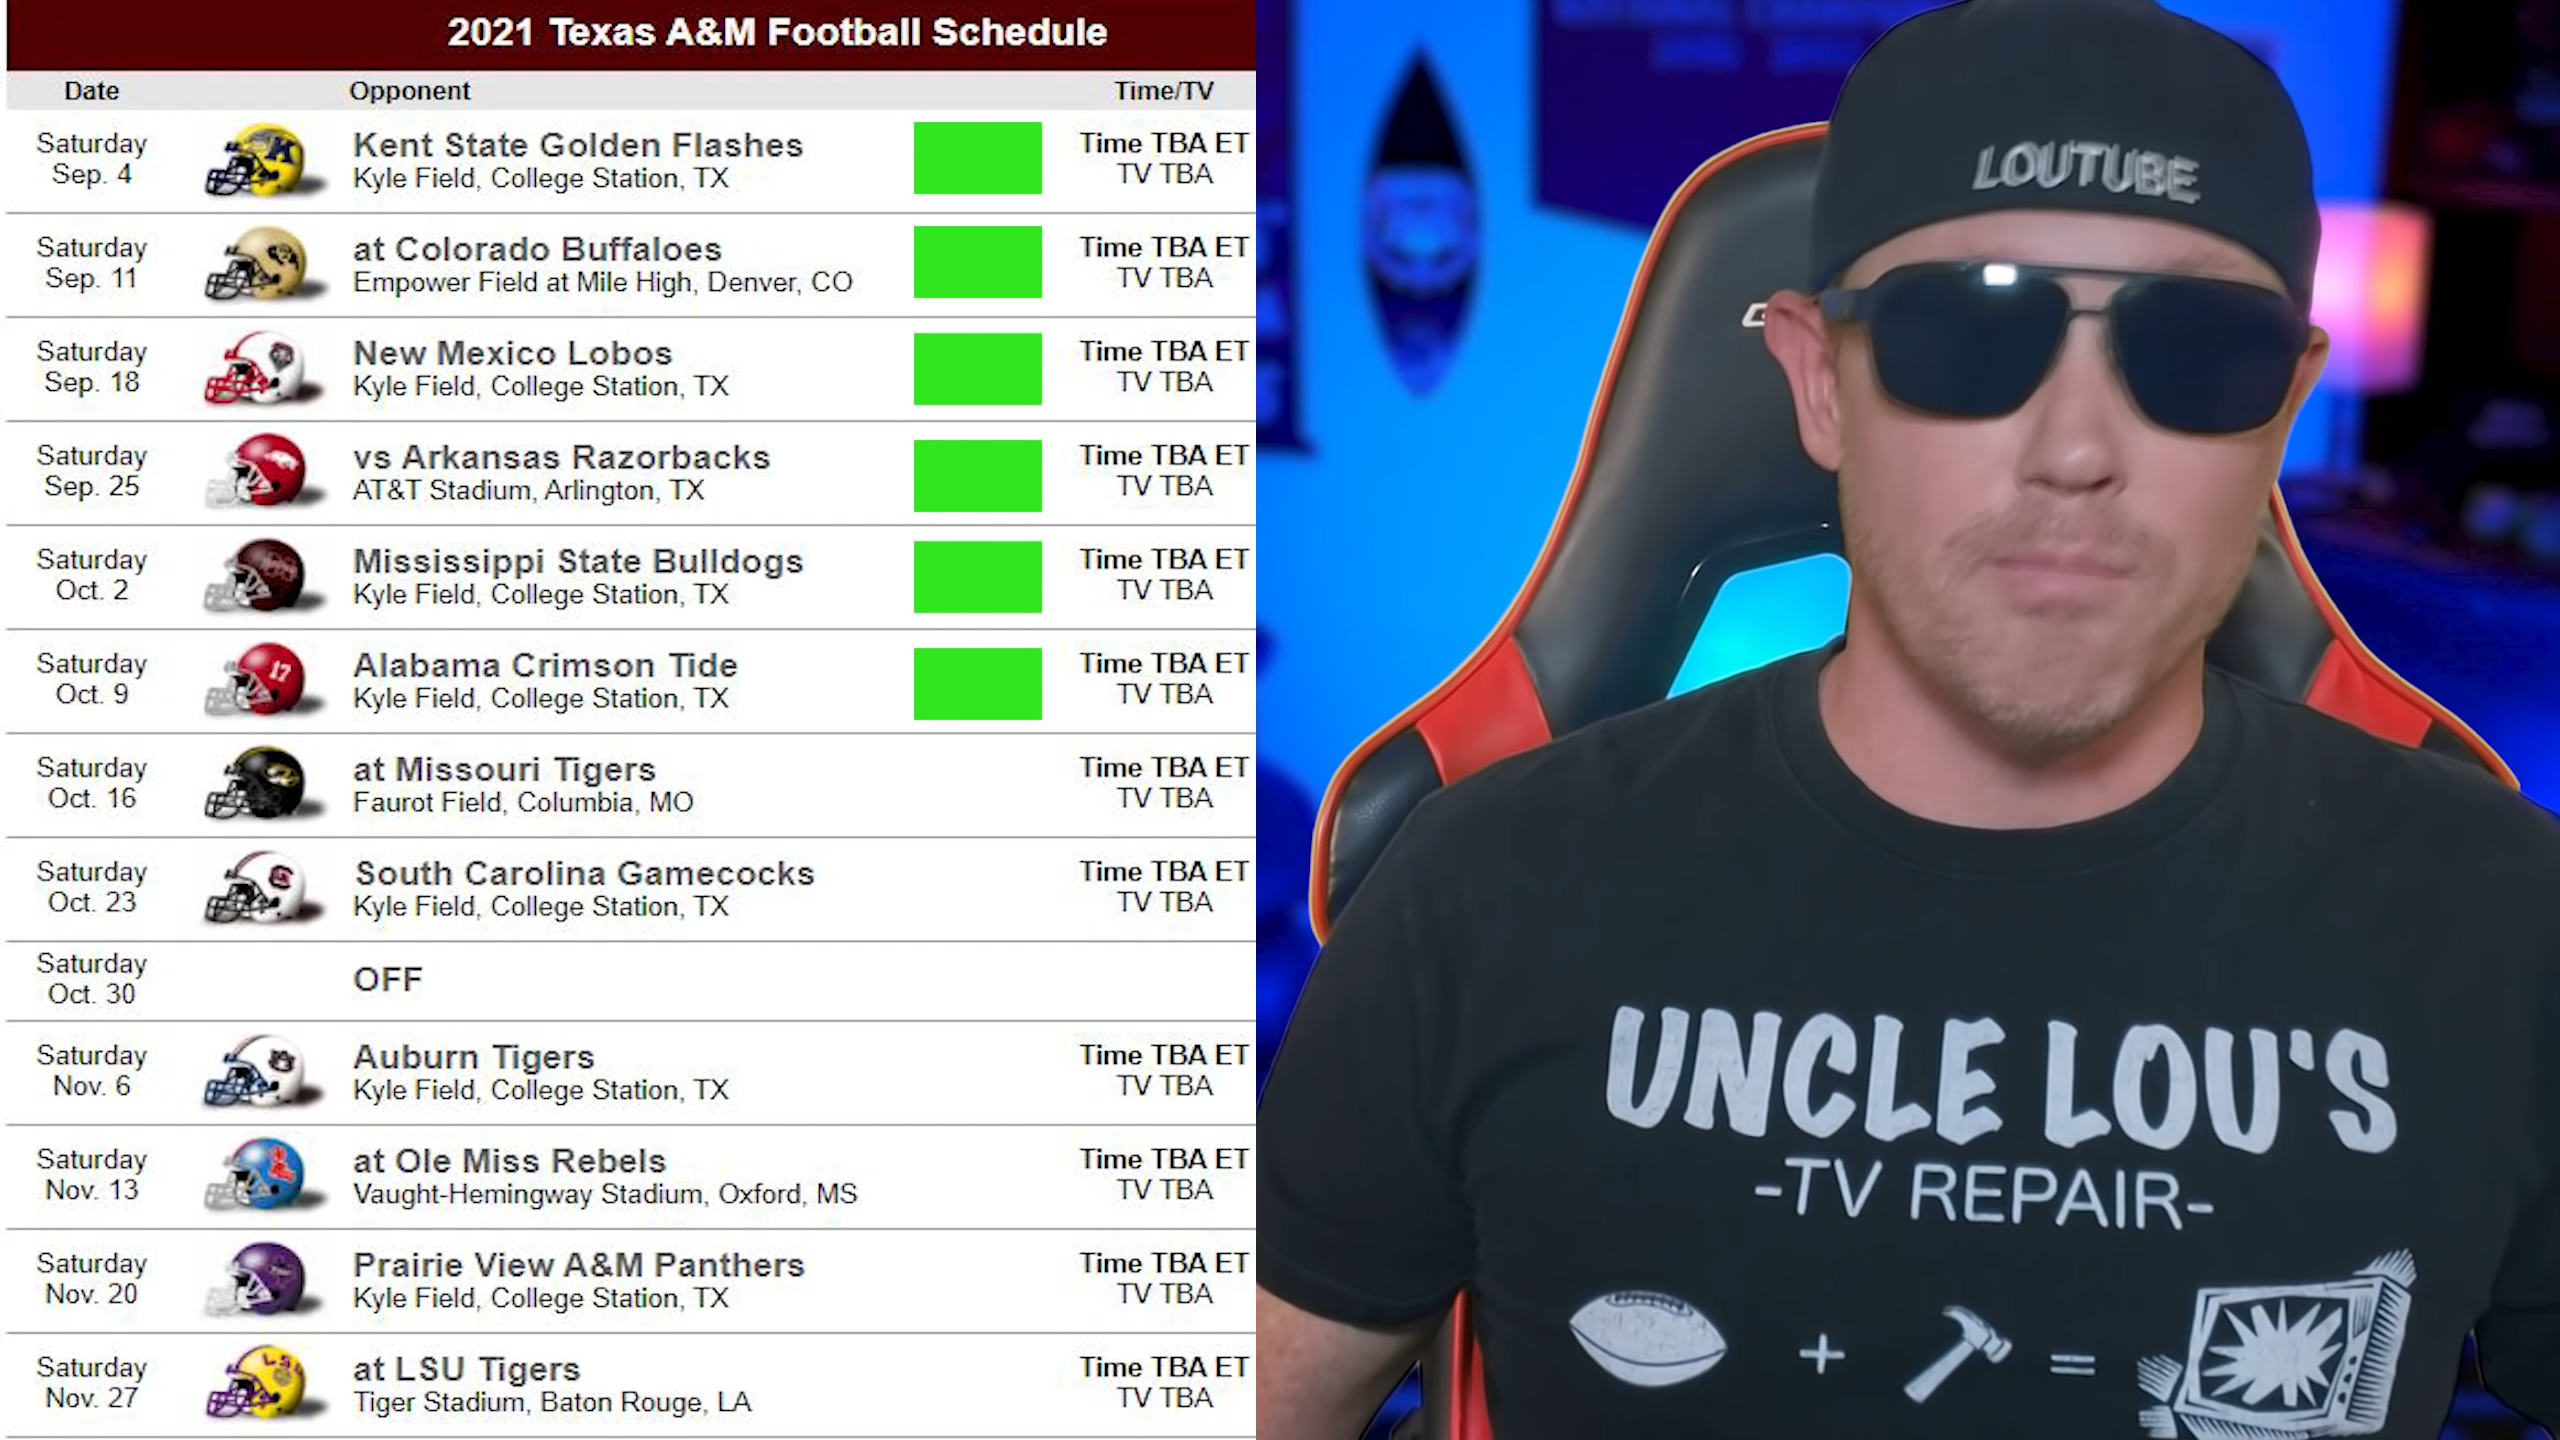 2021 Texas A&M Football Schedule
Date Opponent Time/TV
Saturday
Sep. 4
Kent State Golden Flashes
Kyle Field, College Station, TX
Time TBA ET
TV TBA
Saturday
Sep. 11
at Colorado Buffaloes
Empower Field at Mile High, Denver, CO
Time TBA ET
TV TBA
Saturday
Sep. 18
New Mexico Lobos
Kyle Field, College Station, TX
Time TBA ET
TV TBA
Saturday
Sep. 25
vs Arkansas Razorbacks
AT&T Stadium, Arlington, TX
Time TBA ET
TV TBA
Saturday
Oct. 2
Mississippi State Bulldogs
Kyle Field, College Station, TX
Time TBA ET
TV TBA
Saturday
Oct. 9
17
Alabama Crimson Tide
Kyle Field, College Station, TX
Time TBA ET
TV TBA
Saturday
Oct. 16
at Missouri Tigers
Faurot Field, Columbia, MO
Time TBA ET
TV TBA
Saturday
Oct. 23
South Carolina Gamecocks
Kyle Field, College Station, TX
Time TBA ET
TV TBA
Saturday
Oct. 30
OFF
Saturday
Nov. 6
Auburn Tigers
Kyle Field, College Station, TX
Time TBA ET
TV TBA
Saturday
Nov. 13
at Ole Miss Rebels
Vaught-Hemingway Stadium, Oxford, MS
Time TBA ET
TV TBA
Saturday
Nov. 20
Prairie View A&M Panthers
Kyle Field, College Station, TX
Time TBA ET
TV TBA
Saturday
Nov. 27
LSU
at LSU Tigers
Tiger Stadium, Baton Rouge, LA
Time TBA ET
TV TBA
NATIONAL
LOUTUBE
UNCLE LOU'S
-TV REPAIR-
+ =